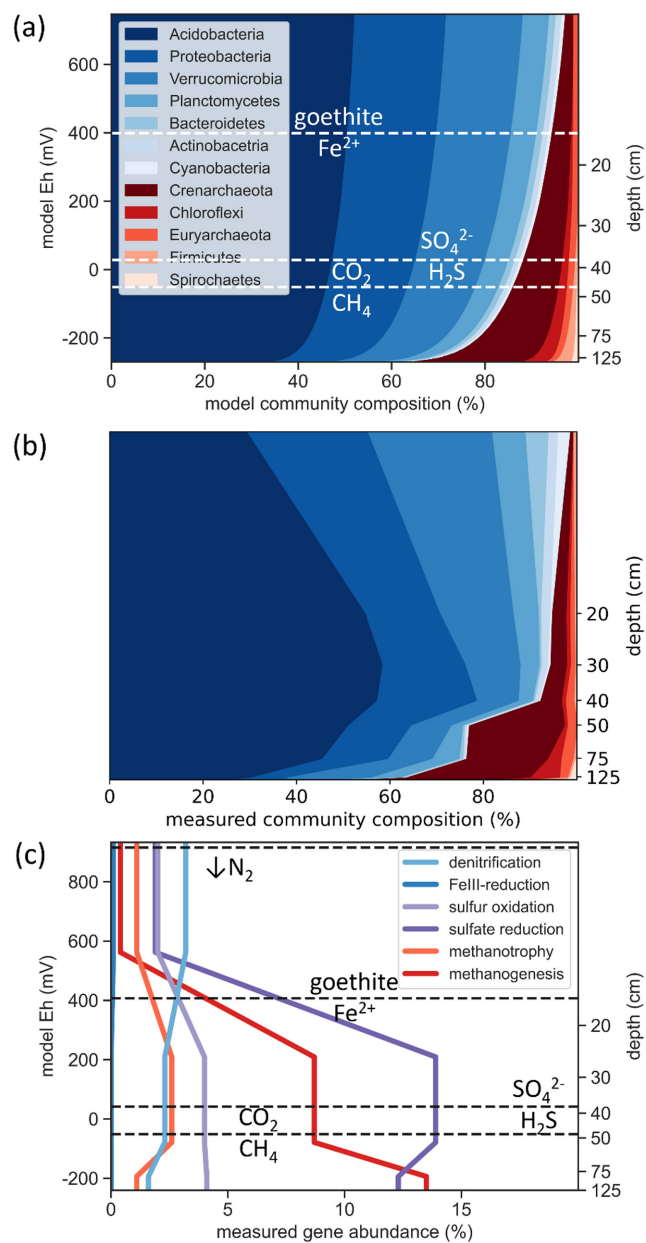 (a)
600
400
200
0
-200
model Eh (mV)
Acidobacteria
Proteobacteria
Verrucomicrobia
Planctomycetes
Bacteroidetes
Actinobacetria
Cyanobacteria
Crenarchaeota
Chloroflexi
Euryarchaeota
Firmicutes
Spirochaetes
goethite
Fe²⁺
SO₄²⁻
CO₂ H₂S
CH₄
20
30
40
50
75
125
depth (cm)
0 20 40 60 80
model community composition (%)
(b)
20
30
40
50
75
125
depth (cm)
0 20 40 60 80
measured community composition (%)
(c)
800
600
400
200
0
-200
model Eh (mV)
↓N₂
denitrification
FeIII-reduction
sulfur oxidation
sulfate reduction
methanotrophy
methanogenesis
goethite
Fe²⁺
SO₄²⁻
CO₂ H₂S
CH₄
20
30
40
50
75
125
depth (cm)
0 5 10 15
measured gene abundance (%)